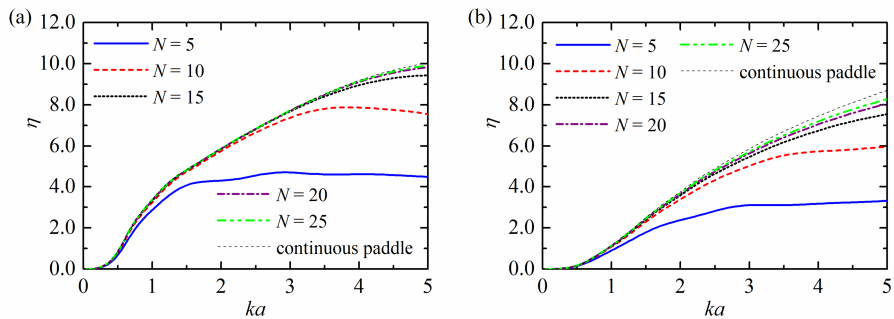 (a)
12.0
10.0
8.0
6.0
4.0
2.0
0.0
η
N = 5
N = 10
N = 15
N = 20
N = 25
continuous paddle
0 1 2 3 4 5
ka
(b)
12.0
10.0
8.0
6.0
4.0
2.0
0.0
η
N = 5
N = 10
N = 15
N = 20
N = 25
continuous paddle
0 1 2 3 4 5
ka